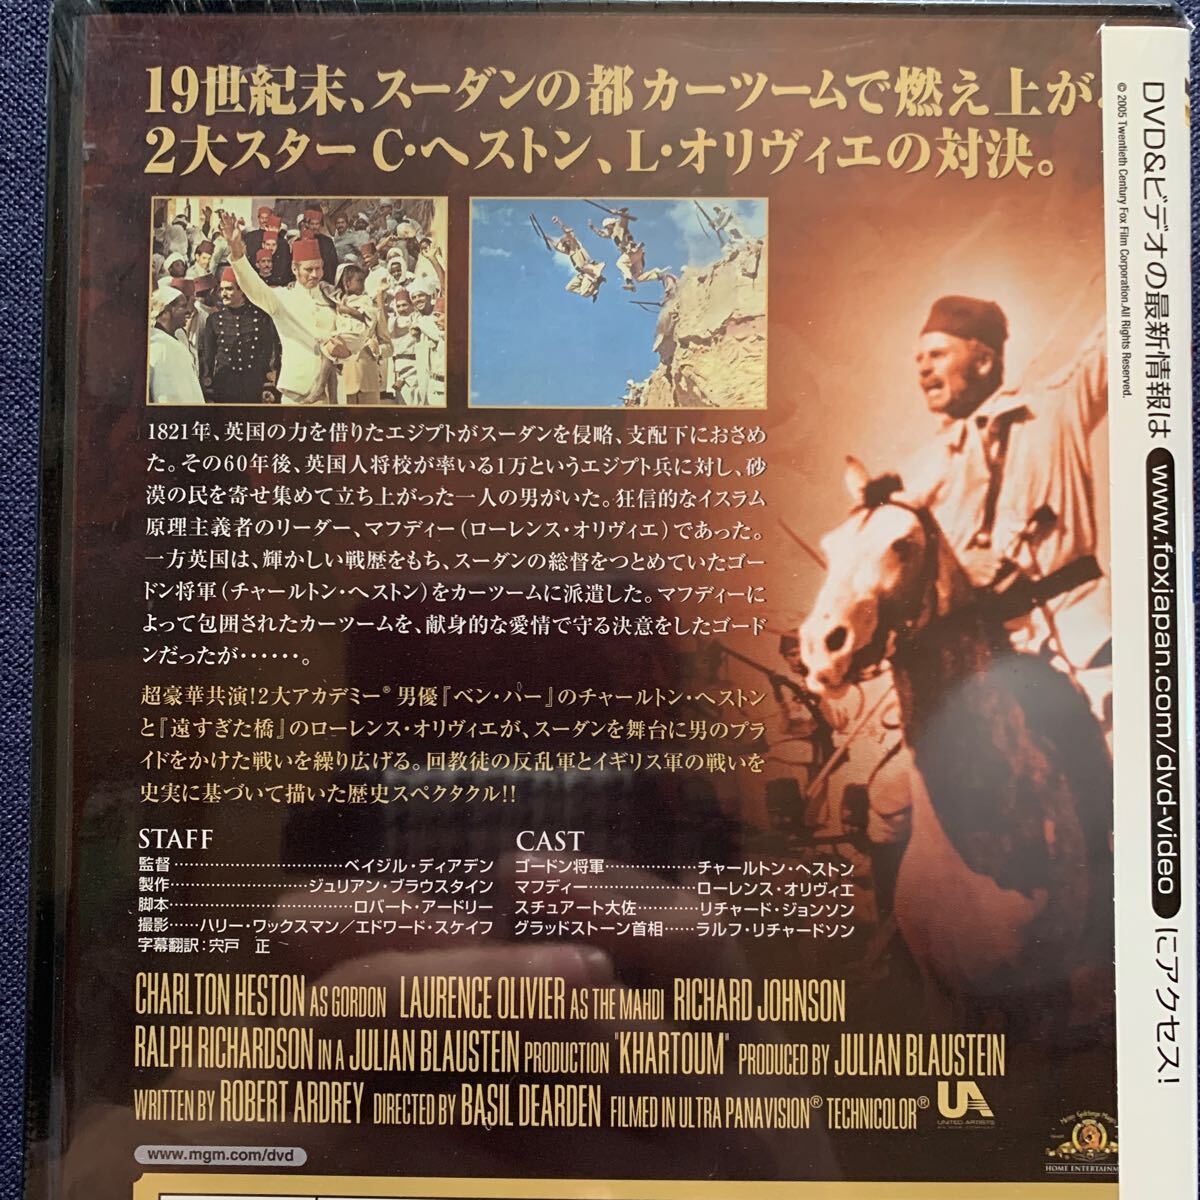 19世紀末、スーダンの都カーツームで燃え上が
2大スター C・ヘストン、L・オリヴィエの対決。
1821年、英国の力を借りたエジプトがスーダンを侵略、支配下におさめ
た。その60年後、英国人将校が率いる1万というエジプト兵に対し、砂
漠の民を寄せ集めて立ち上がった一人の男がいた。狂信的なイスラム
原理主義者のリーダー、マフディー(ローレンス・オリヴィエ)であった。
一方英国は、輝かしい戦歴をもち、スーダンの総督をつとめていたゴー
ドン将軍(チャールトン・ヘストン)をカーツームに派遣した。マフディーに
よって包囲されたカーツームを、献身的な愛情で守る決意をしたゴード
ンだったが……。
超豪華共演!2大アカデミー®男優『ベン・ハー』のチャールトン・ヘストン
と『遠すぎた橋』のローレンス・オリヴィエが、スーダンを舞台に男のプラ
イドをかけた戦いを繰り広げる。回教徒の反乱軍とイギリス軍の戦いを
史実に基づいて描いた歴史スペクタクル!!
STAFF
監督……………………………ベイジル・ディアデン
製作……………………ジュリアン・ブラウスタイン
脚本……………………………ロバート・アードリー
撮影……ハリー・ワックスマン/エドワード・スケイフ
字幕翻訳:宍戸 正
CAST
ゴードン将軍……………チャールトン・ヘストン
マフディー………………ローレンス・オリヴィエ
スチュアート大佐…………リチャード・ジョンソン
グラッドストーン首相……ラルフ・リチャードソン
CHARLTON HESTON AS GORDON LAURENCE OLIVIER AS THE MAHDI RICHARD JOHNSON
RALPH RICHARDSON IN A JULIAN BLAUSTEIN PRODUCTION "KHARTOUM" PRODUCED BY JULIAN BLAUSTEIN
WRITTEN BY ROBERT ARDREY DIRECTED BY BASIL DEARDEN FILMED IN ULTRA PANAVISION® TECHNICOLOR®
UA
UNITED ARTISTS
www.mgm.com/dvd
HOME ENTERTAINM
DVD&ビデオの最新情報は www.foxjapan.com/dvd-video にアクセス!
© 2005 Twentieth Century Fox Film Corporation.All Rights Reserved.